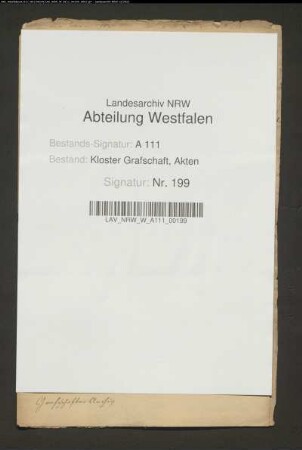 Landesarchiv NRW
Abteilung Westfalen
Bestands-Signatur: A 111
Bestand: Kloster Grafschaft, Akten
Signatur: Nr. 199
LAV_NRW_W_A111_00199